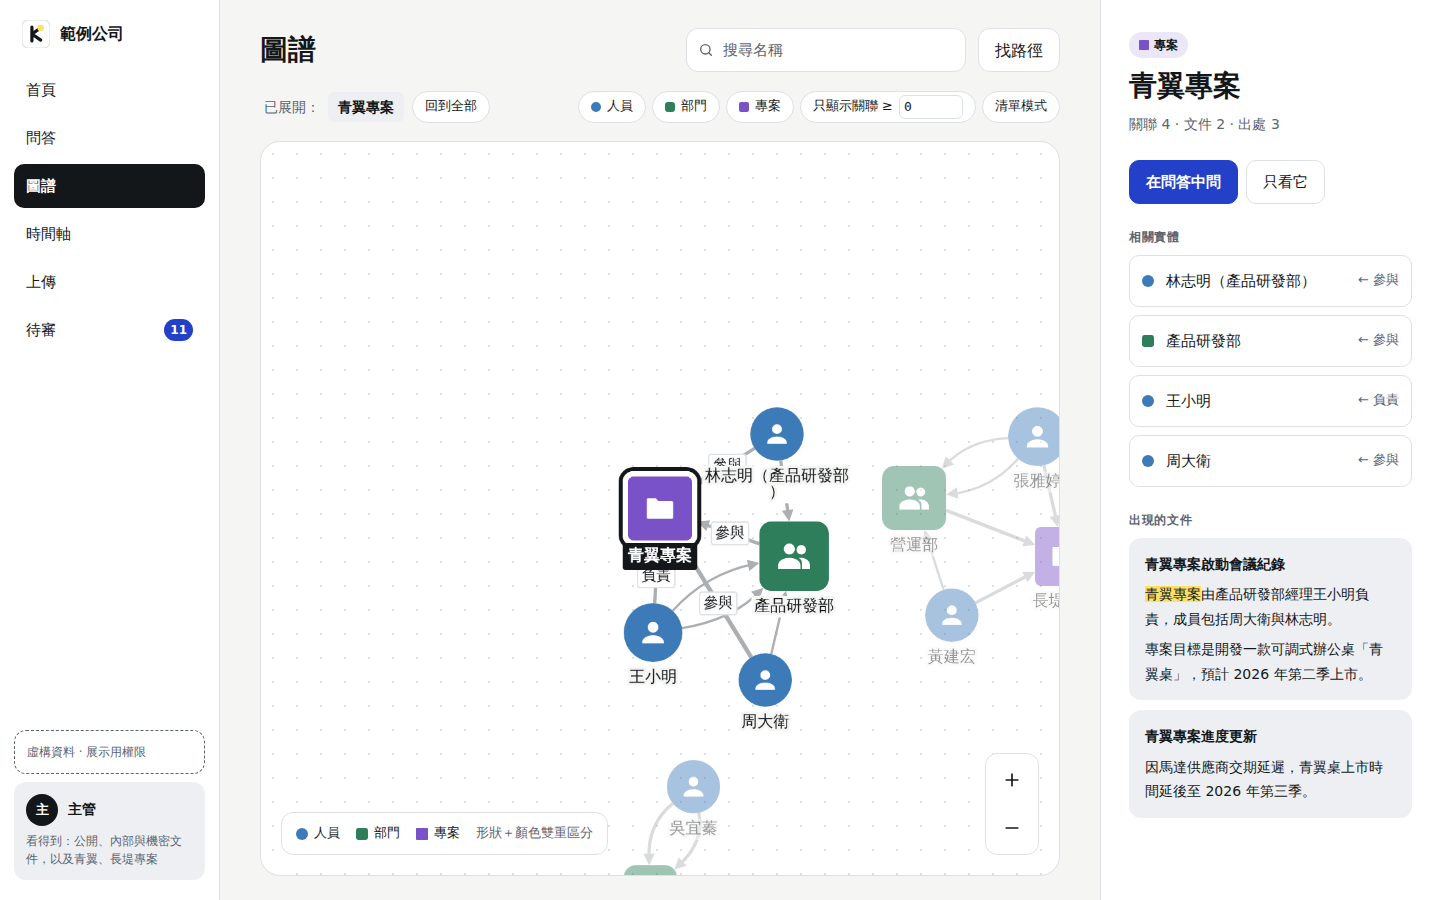 範例公司
首頁
問答
圖譜
時間軸
上傳
待審 11
虛構資料 · 展示用權限
主 主管
看得到：公開、內部與機密文
件，以及青翼、長堤專案
圖譜
搜尋名稱
找路徑
已展開： 青翼專案 回到全部
人員 部門 專案 只顯示關聯 ≥ 0 清單模式
參與
林志明（產品研發部
）
張雅婷
參與
營運部
青翼專案
負責
參與
產品研發部
長堤
黃建宏
王小明
周大衛
吳宜蓁
人員 部門 專案 形狀＋顏色雙重區分
+
−
專案
青翼專案
關聯 4 · 文件 2 · 出處 3
在問答中問 只看它
相關實體
林志明（產品研發部） ← 參與
產品研發部 ← 參與
王小明 ← 負責
周大衛 ← 參與
出現的文件
青翼專案啟動會議紀錄
青翼專案由產品研發部經理王小明負
責，成員包括周大衛與林志明。
專案目標是開發一款可調式辦公桌「青
翼桌」，預計 2026 年第二季上市。
青翼專案進度更新
因馬達供應商交期延遲，青翼桌上市時
間延後至 2026 年第三季。